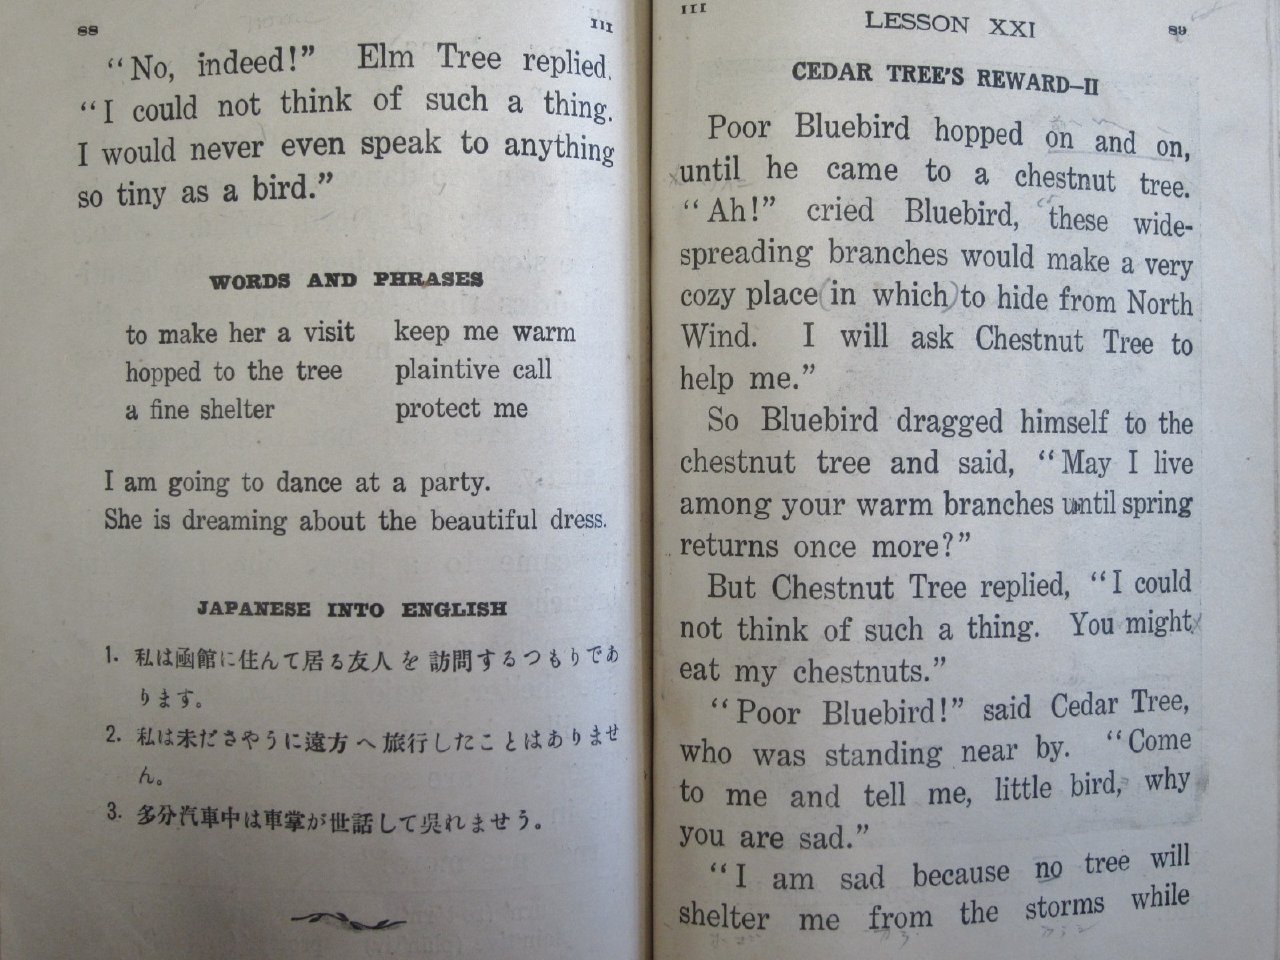 88 III
“No, indeed!” Elm Tree replied.
“I could not think of such a thing.
I would never even speak to anything
so tiny as a bird.”
WORDS AND PHRASES
to make her a visit keep me warm
hopped to the tree plaintive call
a fine shelter protect me
I am going to dance at a party.
She is dreaming about the beautiful dress.
JAPANESE INTO ENGLISH
1. 私は函館に住んて居る友人を訪問するつもりであ
ります。
2. 私は未ださやうに遠方へ旅行したことはありませ
ん。
3. 多分汽車中は車掌が世話して呉れませう。
III LESSON XXI 89
CEDAR TREE'S REWARD—II
Poor Bluebird hopped on and on,
until he came to a chestnut tree.
“Ah!” cried Bluebird, “these wide-
spreading branches would make a very
cozy place (in which) to hide from North
Wind. I will ask Chestnut Tree to
help me.”
So Bluebird dragged himself to the
chestnut tree and said, “May I live
among your warm branches until spring
returns once more?”
But Chestnut Tree replied, “I could
not think of such a thing. You might
eat my chestnuts.”
“Poor Bluebird!” said Cedar Tree,
who was standing near by. “Come
to me and tell me, little bird, why
you are sad.”
“I am sad because no tree will
shelter me from the storms while